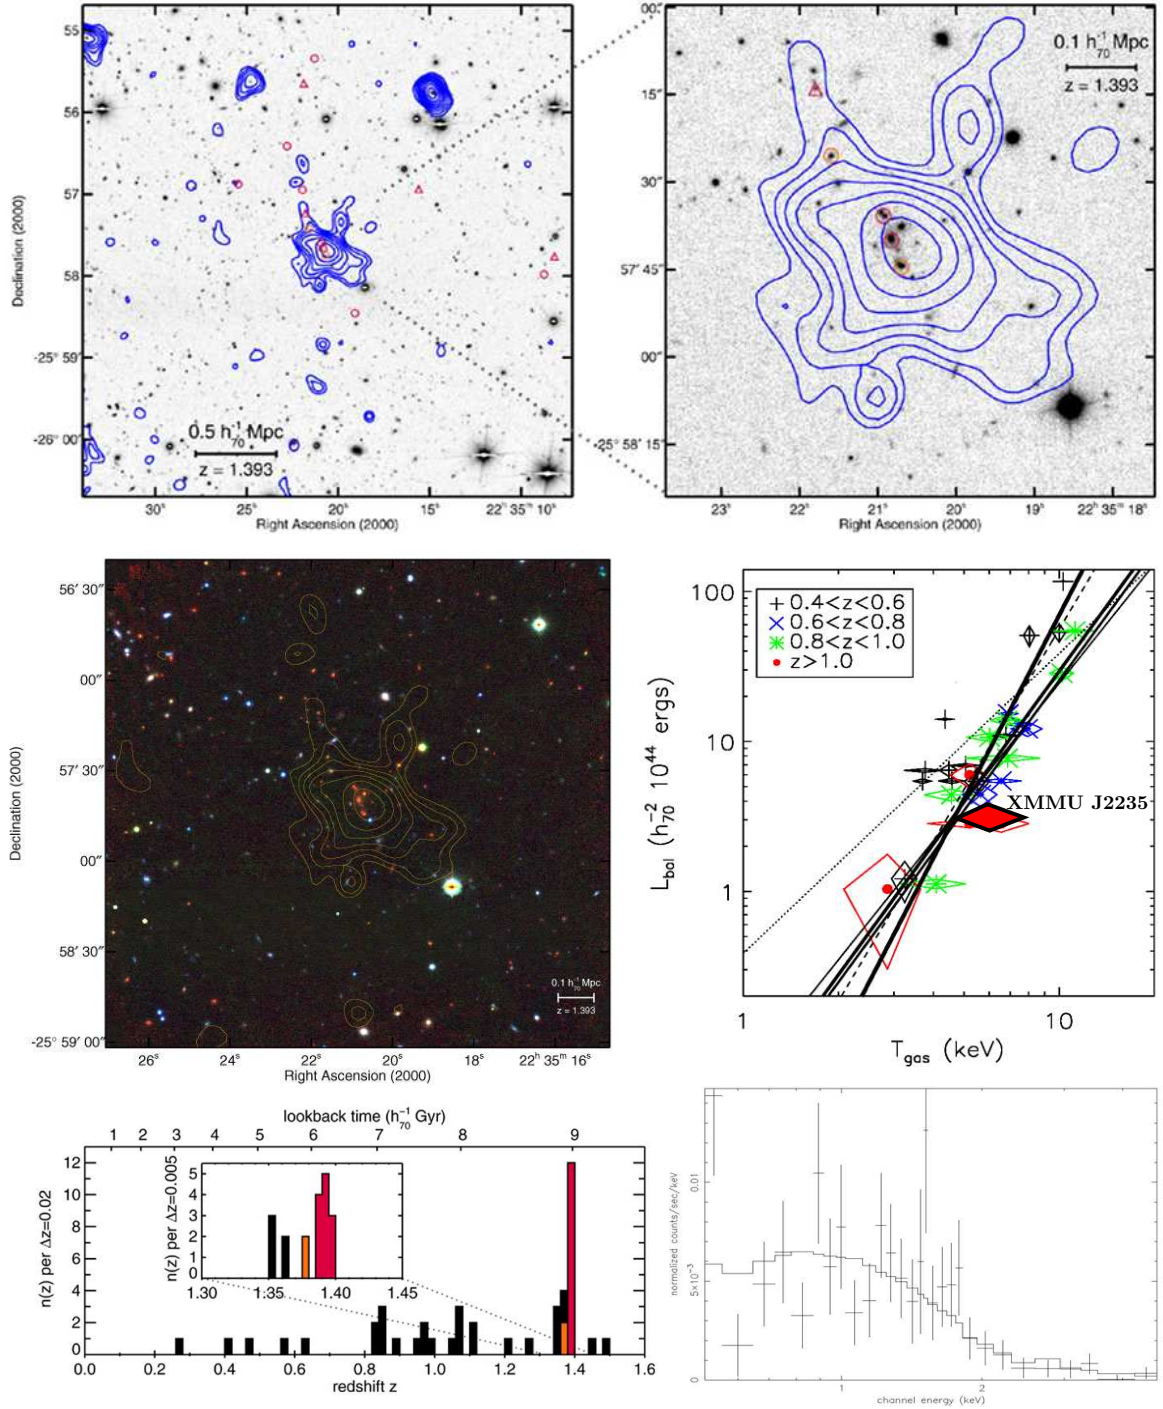 55
56
57
58
-25 59′
-26° 00′
Declination (2000)
0.5 h₇₀⁻¹ Mpc
z = 1.393
30ˢ 25ˢ 20ˢ 15ˢ 22ʰ 35ᵐ 10ˢ
Right Ascension (2000)
00″
15″
30″
57′ 45″
00″
-25° 58′ 15″
0.1 h₇₀⁻¹ Mpc
z = 1.393
23ˢ 22ˢ 21ˢ 20ˢ 19ˢ 22ʰ 35ᵐ 18ˢ
Right Ascension (2000)
56′ 30″
00″
57′ 30″
00″
58′ 30″
-25° 59′ 00″
Declination (2000)
0.1 h₇₀⁻¹ Mpc
z = 1.393
26ˢ 24ˢ 22ˢ 20ˢ 18ˢ 22ʰ 35ᵐ 16ˢ
Right Ascension (2000)
100
10
1
L_bol (h₇₀⁻² 10⁴⁴ ergs)
0.4<z<0.6
0.6<z<0.8
0.8<z<1.0
z>1.0
XMMU J2235
1 10
T_gas (keV)
lookback time (h₇₀⁻¹ Gyr)
1 2 3 4 5 6 7 8 9
n(z) per Δz=0.02
12
10
8
6
4
2
0
n(z) per Δz=0.005
5
4
3
2
1
0
1.30 1.35 1.40 1.45
0.0 0.2 0.4 0.6 0.8 1.0 1.2 1.4 1.6
redshift z
normalized counts/sec/keV
0.01
5×10⁻³
0
1 2
channel energy (keV)